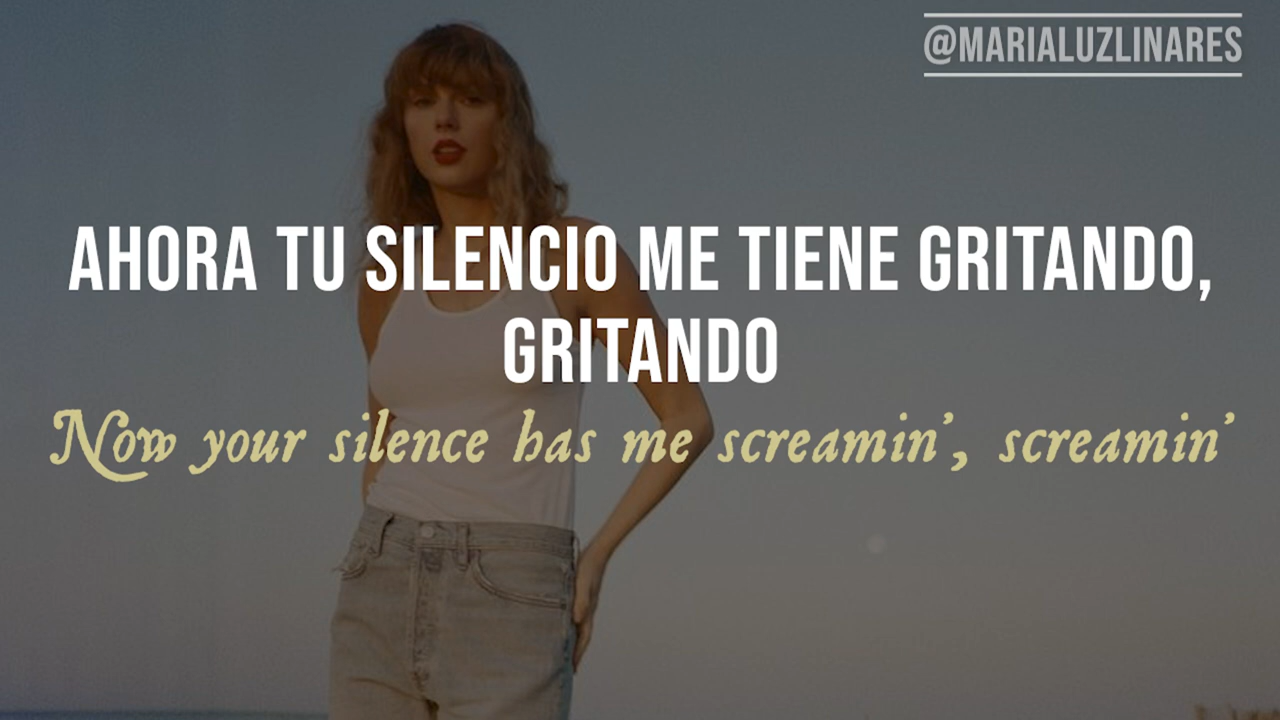 @MARIALUZLINARES
AHORA TU SILENCIO ME TIENE GRITANDO,
GRITANDO
Now your silence has me screamin', screamin'